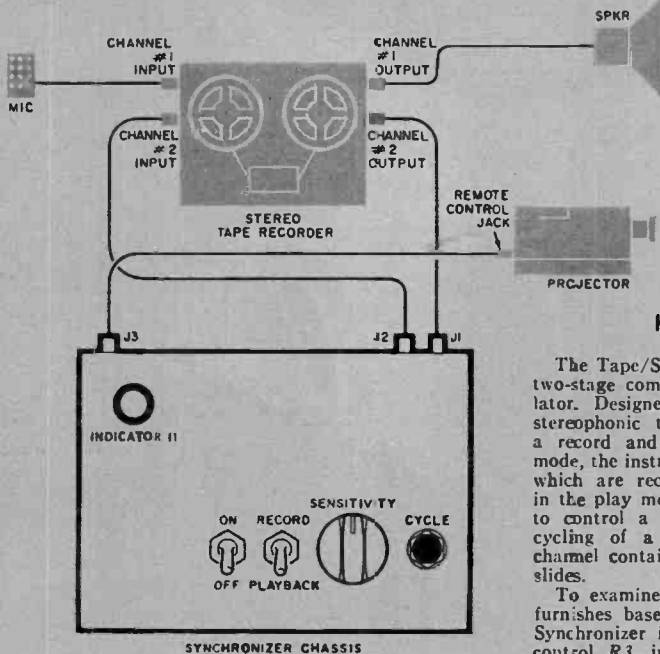 SPKR
CHANNEL
#1
INPUT
CHANNEL
#1
OUTPUT
MIC
CHANNEL
#2
INPUT
CHANNEL
#2
OUTPUT
STEREO
TAPE RECORDER
REMOTE
CONTROL
JACK
PROJECTOR
J3
J2
J1
INDICATOR I1
SENSITIVITY
ON
RECORD
CYCLE
OFF
PLAYBACK
SYNCHRONIZER CHASSIS
The Tape/S
two-stage com
lator. Designe
stereophonic t
a record and
mode, the instr
which are rec
in the play mo
to control a
cycling of a
channel contai
slides.
To examine
furnishes base
Synchronizer
control R3 i